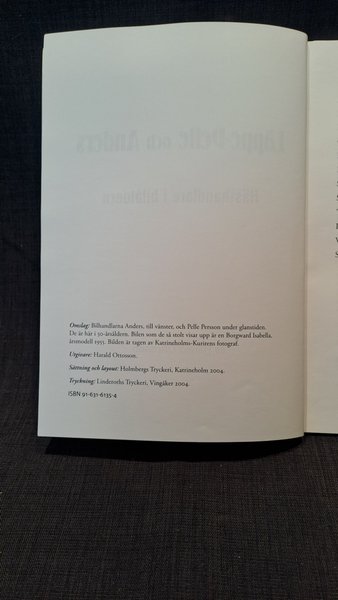 Omslag: Bilhandlarna Anders, till vänster, och Pelle Persson under glanstiden.
De är här i 30-årsåldern. Bilen som de så stolt visar upp är en Borgward Isabella,
årsmodell 1955. Bilden är tagen av Katrineholms-Kurirens fotograf.
Utgivare: Harald Ottosson.
Sättning och layout: Holmbergs Tryckeri, Katrineholm 2004.
Tryckning: Linderoths Tryckeri, Vingåker 2004.
ISBN 91-631-6135-4